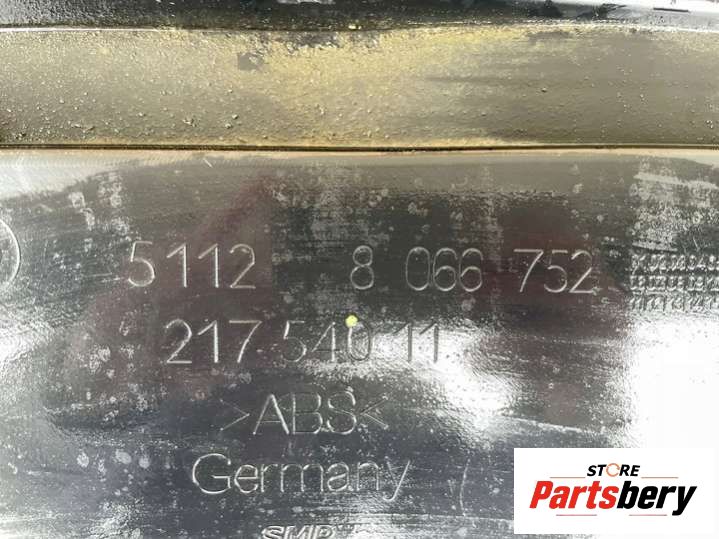 5112 8 066 752
217 540 11
>ABS<
Germany
STORE
Partsbery